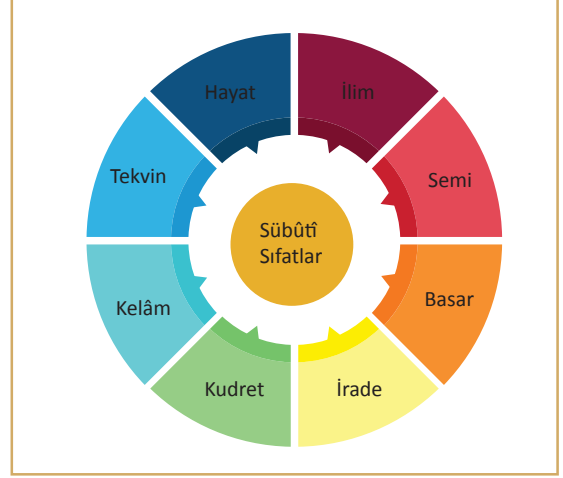 Hayat
İlim
Tekvin
Semi
Sübûtî
Sıfatlar
Kelâm
Basar
Kudret
İrade